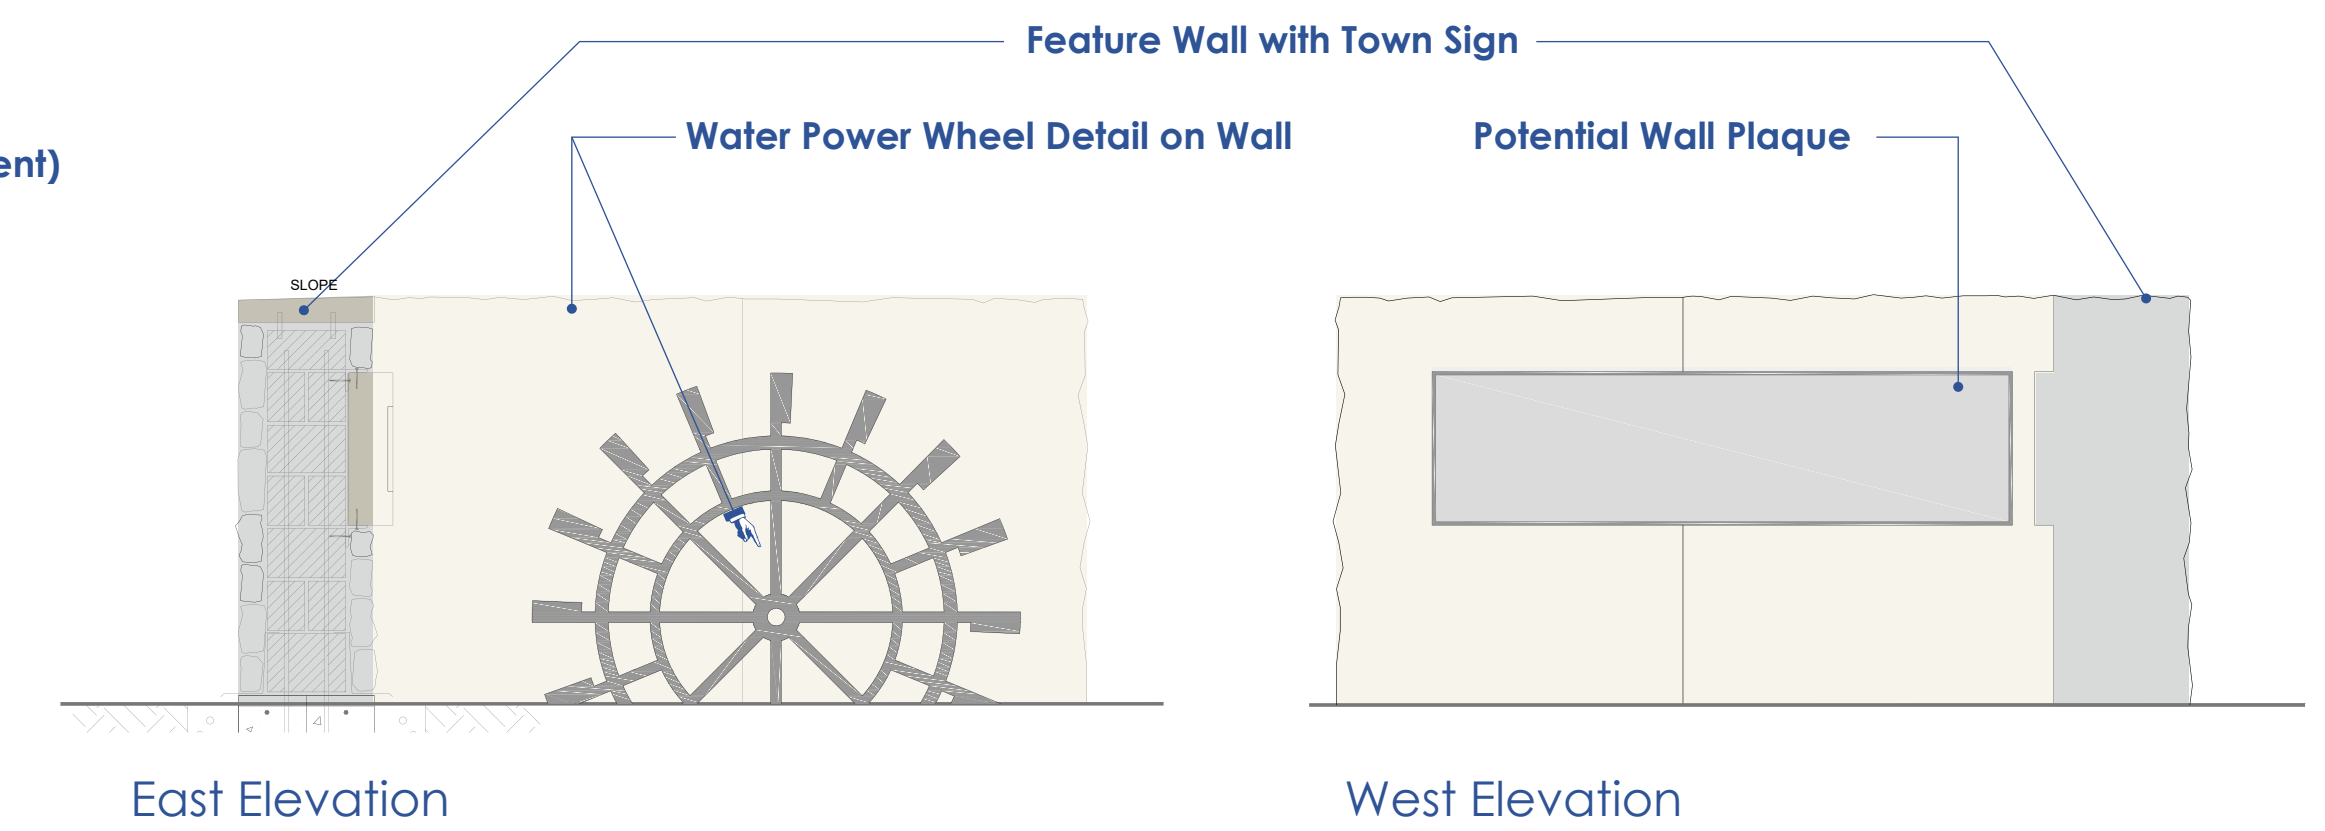 Feature Wall with Town Sign
Water Power Wheel Detail on Wall
Potential Wall Plaque
ent)
SLOPE
East Elevation
West Elevation